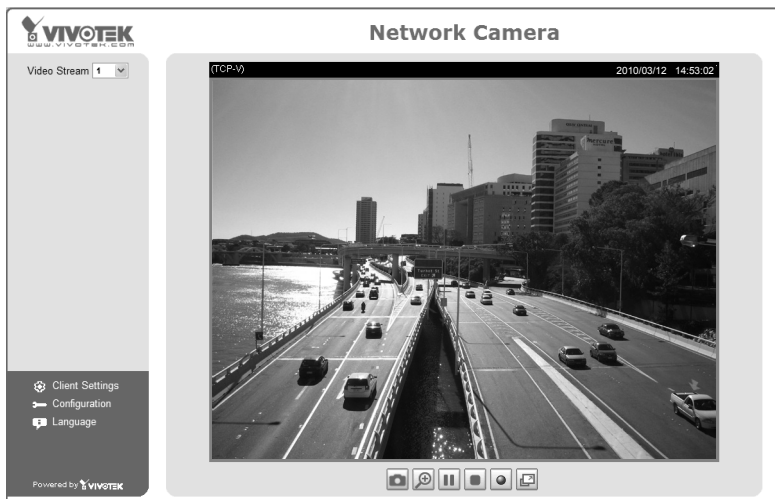 VIVOTEK
www.vivotek.com
Network Camera
Video Stream 1
(TCP-V)
2010/03/12 14:53:02
Mercure
Client Settings
Configuration
Language
Powered by VIVOTEK